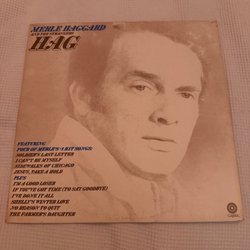 MERLE HAGGARD
AND THE STRANGERS
HAG
FEATURING
FOUR OF MERLE'S #1 HIT SONGS:
SOLDIER'S LAST LETTER
I CAN'T BE MYSELF
SIDEWALKS OF CHICAGO
JESUS, TAKE A HOLD
PLUS
I'M A GOOD LOSER
IF YOU'VE GOT TIME (TO SAY GOODBYE)
I'VE DONE IT ALL
SHELLY'S WINTER LOVE
NO REASON TO QUIT
THE FARMER'S DAUGHTER
Capitol